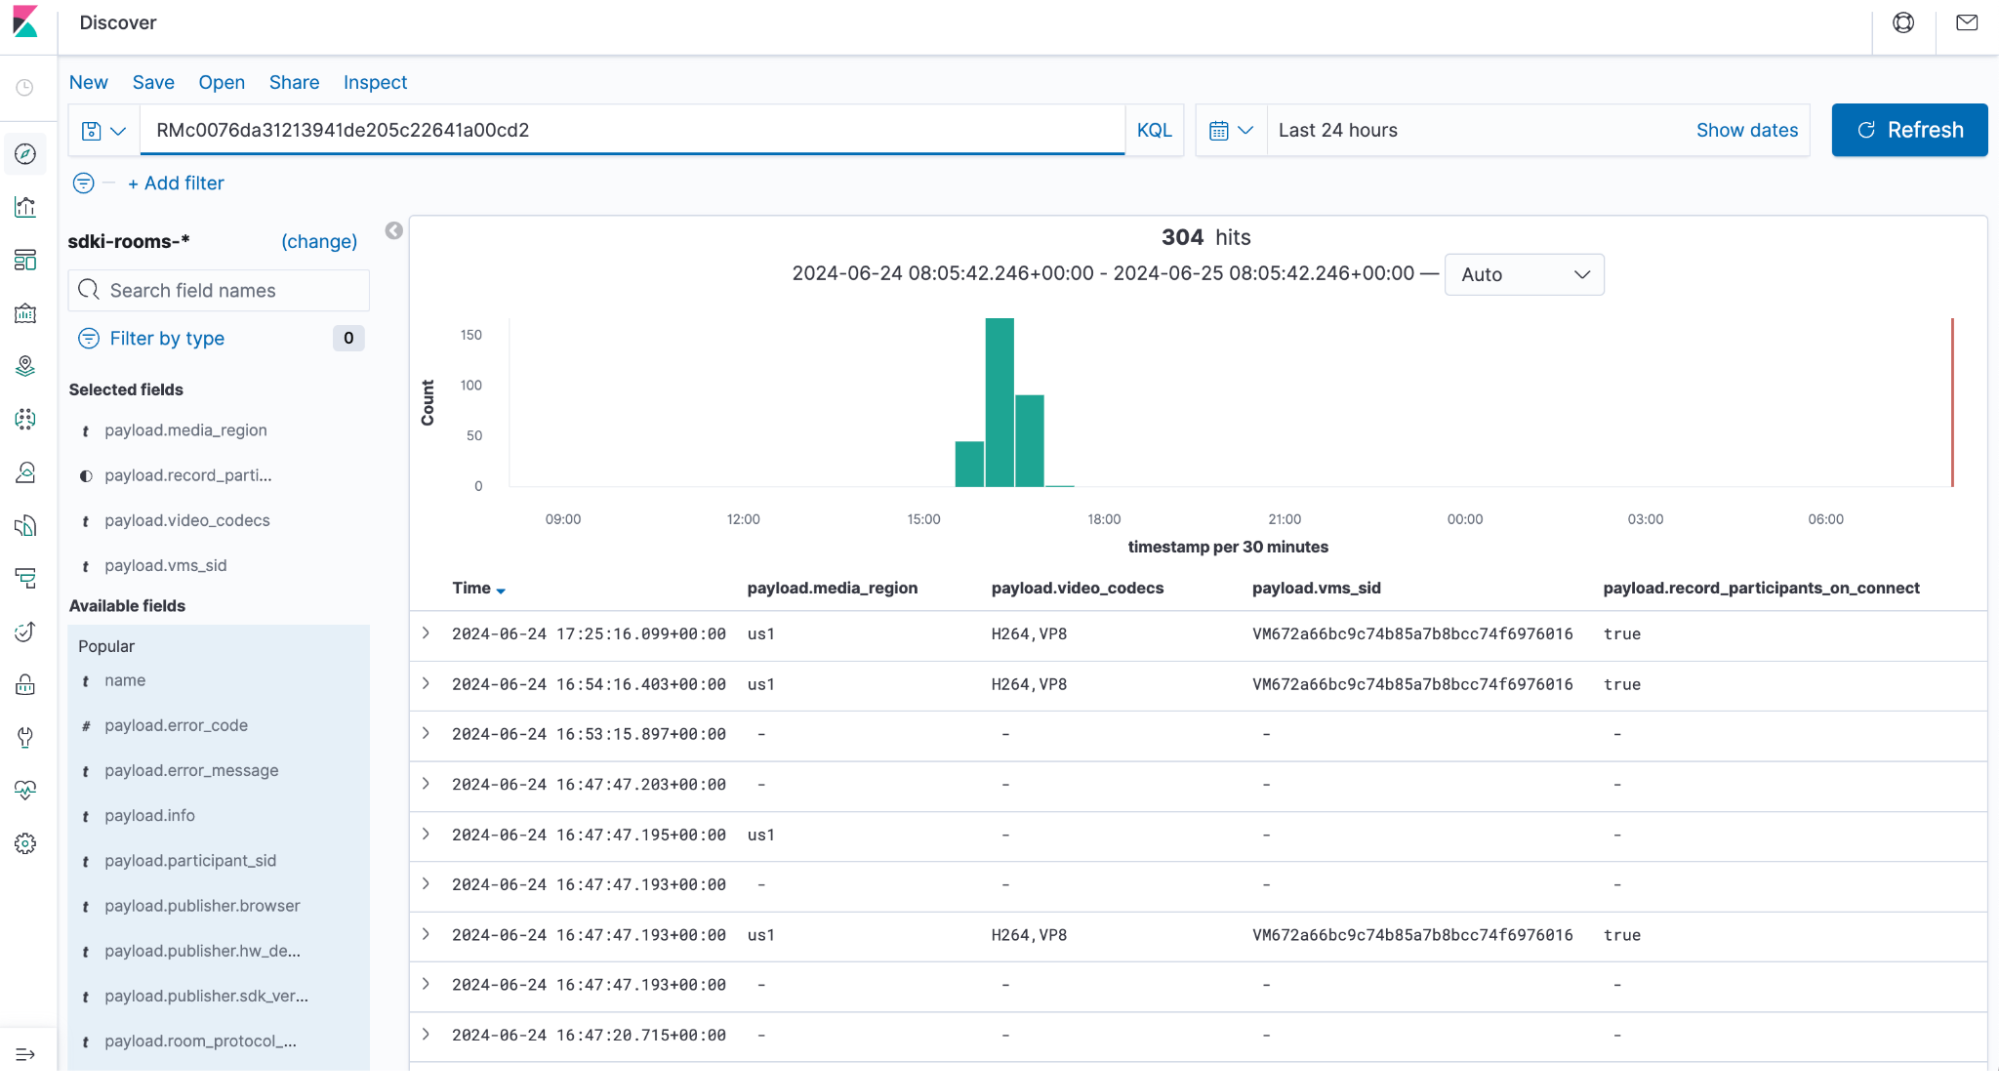 Discover
New Save Open Share Inspect
RMc0076da31213941de205c22641a00cd2 KQL Last 24 hours Show dates Refresh
+ Add filter
sdki-rooms-* (change)
Search field names
Filter by type 0
Selected fields
t payload.media_region
payload.record_parti...
t payload.video_codecs
t payload.vms_sid
Available fields
Popular
t name
# payload.error_code
t payload.error_message
t payload.info
t payload.participant_sid
t payload.publisher.browser
t payload.publisher.hw_de...
t payload.publisher.sdk_ver...
t payload.room_protocol_...
304 hits
2024-06-24 08:05:42.246+00:00 - 2024-06-25 08:05:42.246+00:00 — Auto
Count
150
100
50
0
09:00 12:00 15:00 18:00 21:00 00:00 03:00 06:00
timestamp per 30 minutes
Time payload.media_region payload.video_codecs payload.vms_sid payload.record_participants_on_connect
2024-06-24 17:25:16.099+00:00 us1 H264,VP8 VM672a66bc9c74b85a7b8bcc74f6976016 true
2024-06-24 16:54:16.403+00:00 us1 H264,VP8 VM672a66bc9c74b85a7b8bcc74f6976016 true
2024-06-24 16:53:15.897+00:00 - - - -
2024-06-24 16:47:47.203+00:00 - - - -
2024-06-24 16:47:47.195+00:00 us1 - - -
2024-06-24 16:47:47.193+00:00 - - - -
2024-06-24 16:47:47.193+00:00 us1 H264,VP8 VM672a66bc9c74b85a7b8bcc74f6976016 true
2024-06-24 16:47:47.193+00:00 - - - -
2024-06-24 16:47:20.715+00:00 - - - -